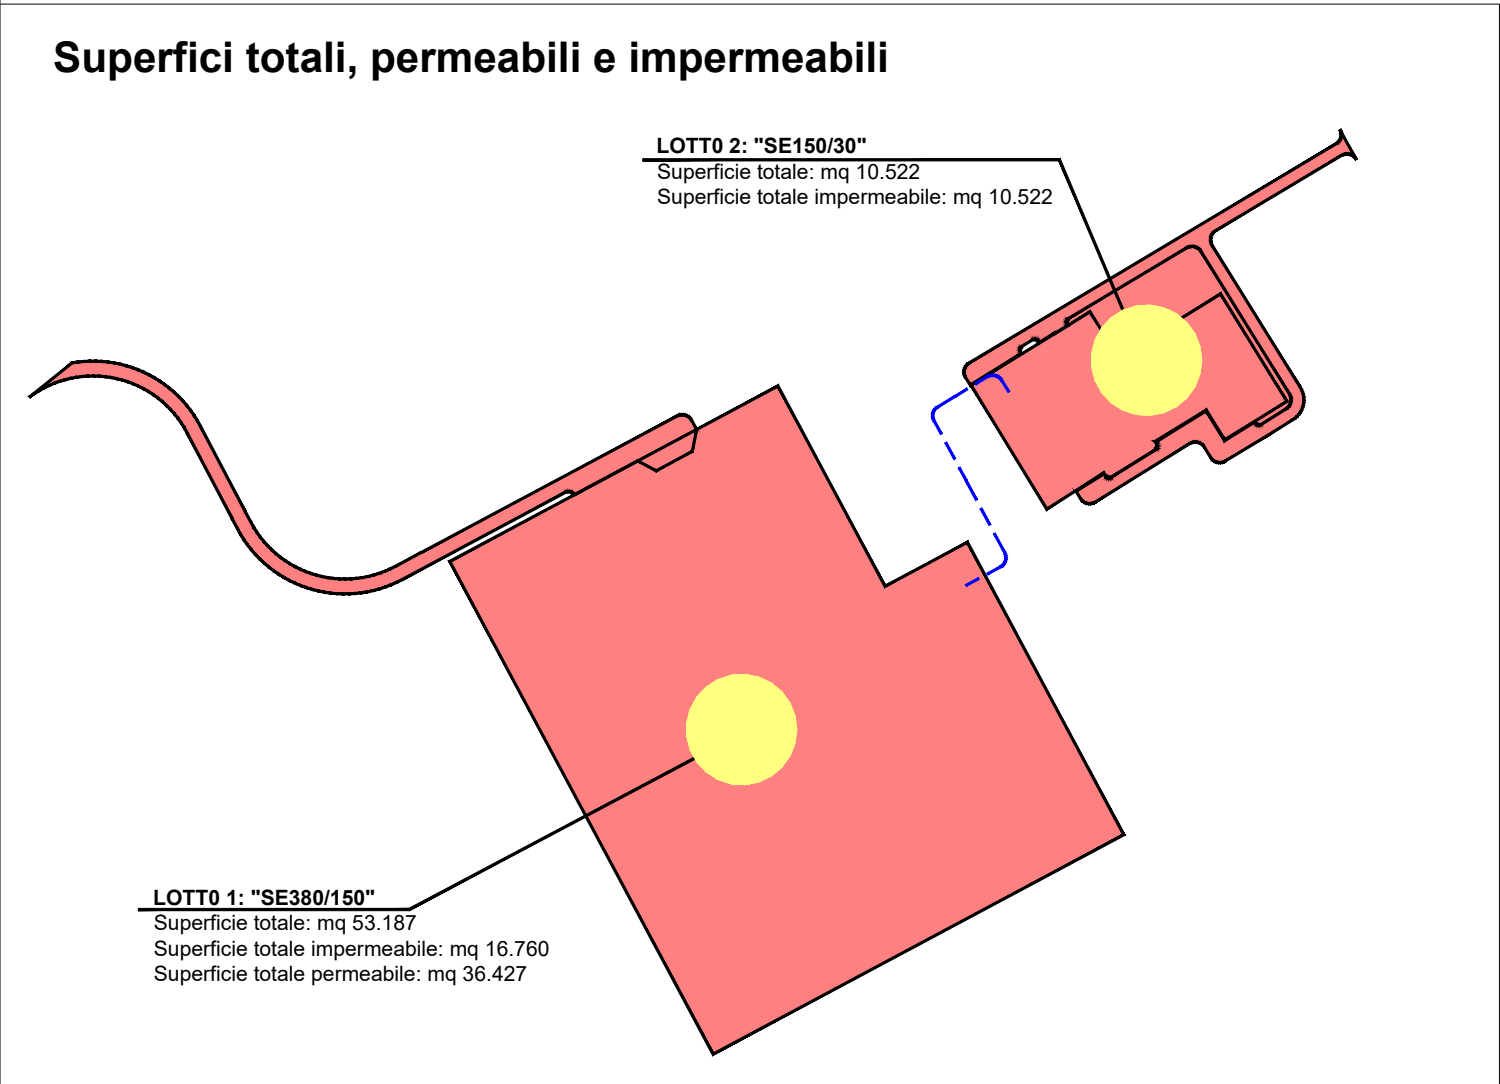 Superfici totali, permeabili e impermeabili
LOTT0 2: "SE150/30"
Superficie totale: mq 10.522
Superficie totale impermeabile: mq 10.522
LOTT0 1: "SE380/150"
Superficie totale: mq 53.187
Superficie totale impermeabile: mq 16.760
Superficie totale permeabile: mq 36.427